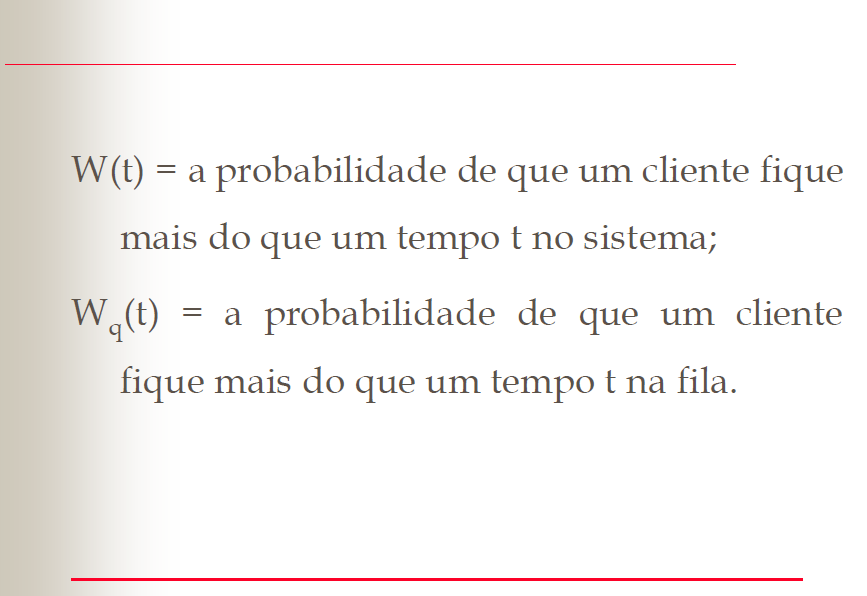 W(t) = a probabilidade de que um cliente fique
mais do que um tempo t no sistema;
Wq(t) = a probabilidade de que um cliente
fique mais do que um tempo t na fila.